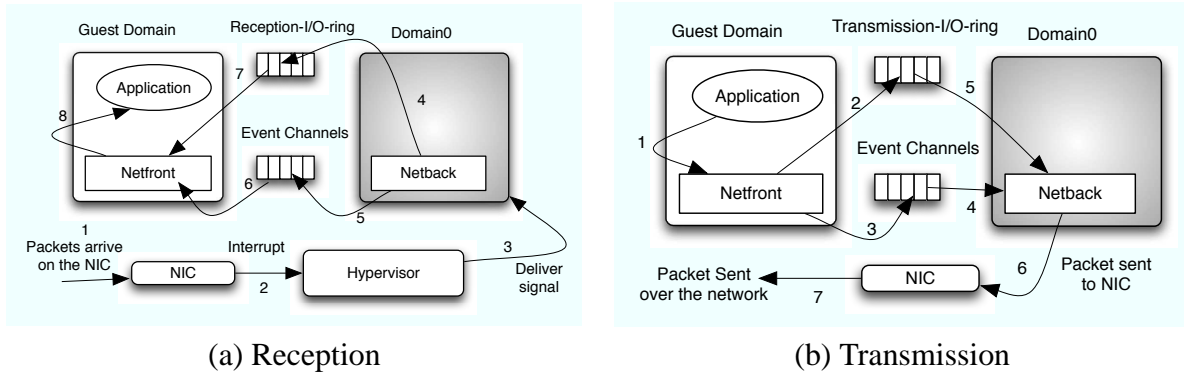 Guest Domain
Reception-I/O-ring
Domain0
7
Application
4
8
Event Channels
Netfront
6
Netback
5
1
Packets arrive
on the NIC
Interrupt
3
NIC
Hypervisor
2
Deliver
signal
(a) Reception
Guest Domain
Transmission-I/O-ring
Domain0
Application
2
5
1
Event Channels
Netfront
Netback
3
4
6
Packet Sent
over the network
NIC
Packet sent
to NIC
7
(b) Transmission